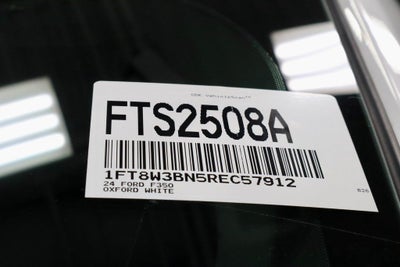 FTS2508A
1FT8W3BN5REC57912
24 FORD F350
OXFORD WHITE